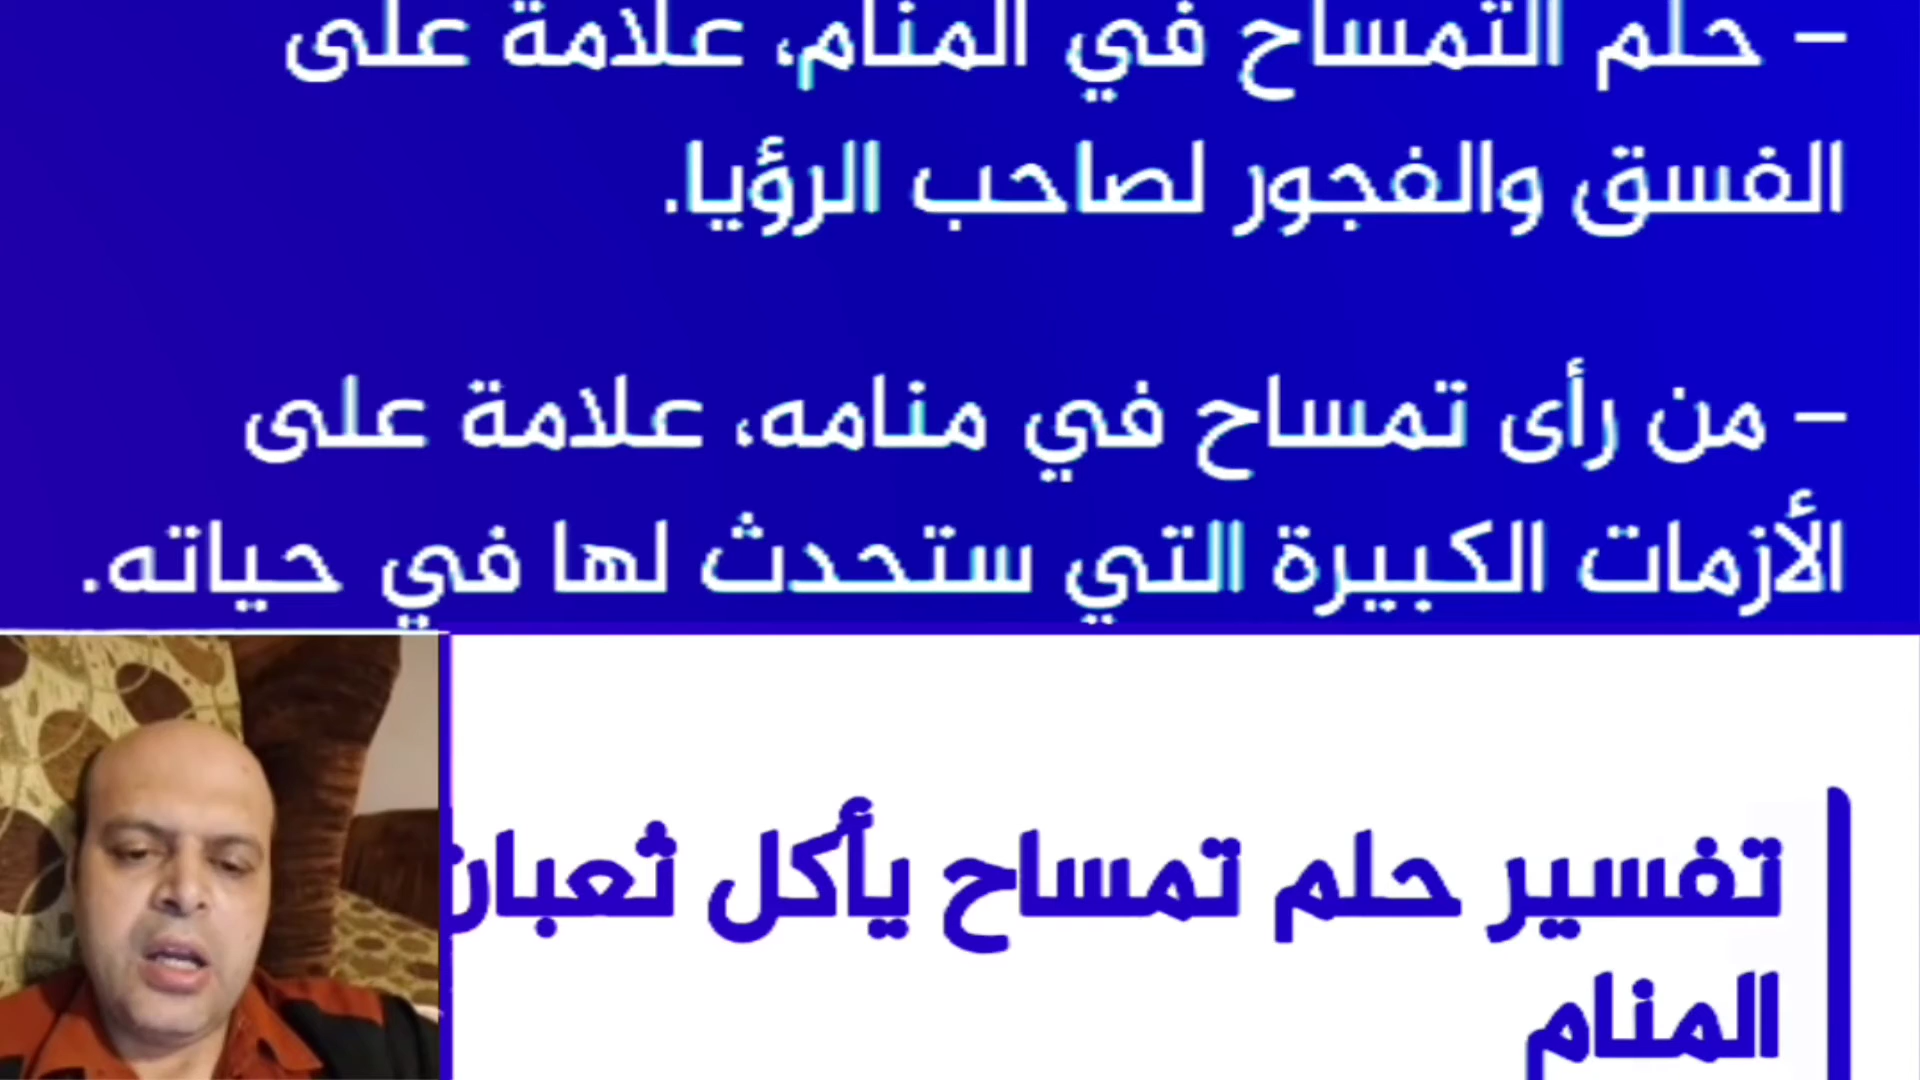 – حلم التمساح في المنام، علامة على
الفسق والفجور لصاحب الرؤيا.
– من رأى تمساح في منامه، علامة على
الأزمات الكبيرة التي ستحدث لها في حياته.
تفسير حلم تمساح يأكل ثعبان
المنام